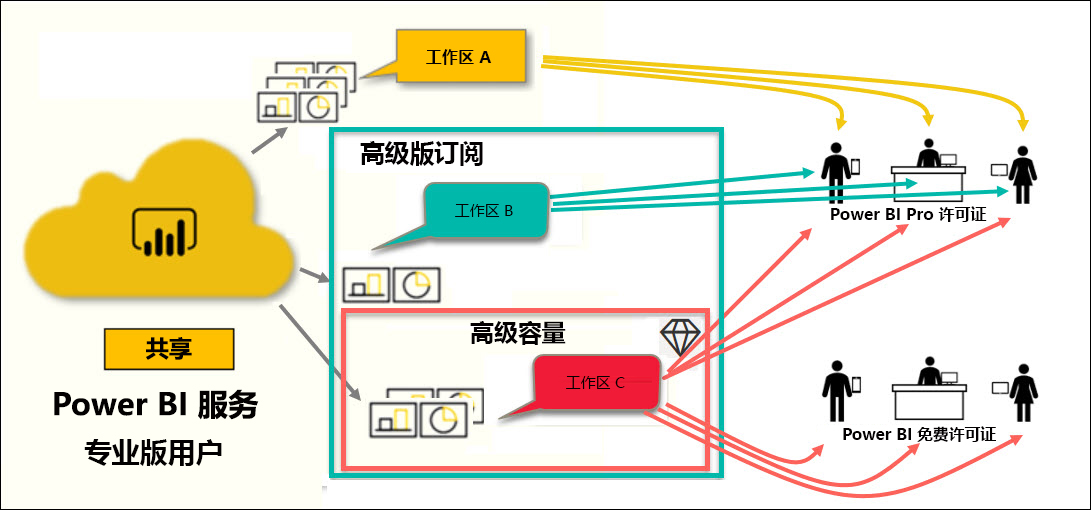 工作区 A
高级版订阅
工作区 B
Power BI Pro 许可证
高级容量
共享
工作区 C
Power BI 服务
专业版用户
Power BI 免费许可证